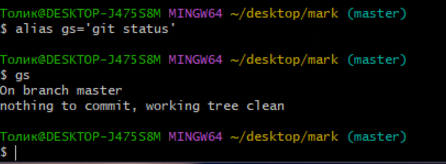 Толик@DESKTOP-J475S8M MINGW64 ~/desktop/mark (master)
$ alias gs='git status'
Толик@DESKTOP-J475S8M MINGW64 ~/desktop/mark (master)
$ gs
On branch master
nothing to commit, working tree clean
Толик@DESKTOP-J475S8M MINGW64 ~/desktop/mark (master)
$